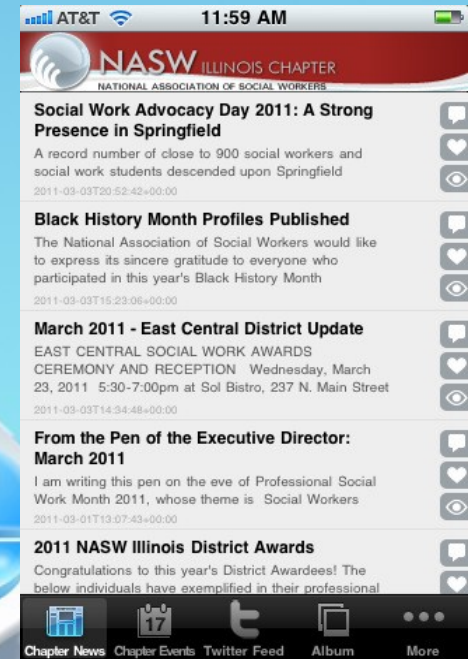 AT&T 11:59 AM
NASW ILLINOIS CHAPTER
NATIONAL ASSOCIATION OF SOCIAL WORKERS
Social Work Advocacy Day 2011: A Strong
Presence in Springfield
A record number of close to 900 social workers and
social work students descended upon Springfield
2011-03-03T20:52:42+00:00
Black History Month Profiles Published
The National Association of Social Workers would like
to express its sincere gratitude to everyone who
participated in this year's Black History Month
2011-03-03T15:23:06+00:00
March 2011 - East Central District Update
EAST CENTRAL SOCIAL WORK AWARDS
CEREMONY AND RECEPTION Wednesday, March
23, 2011 5:30-7:00pm at Sol Bistro, 237 N. Main Street
2011-03-03T14:34:48+00:00
From the Pen of the Executive Director:
March 2011
I am writing this pen on the eve of Professional Social
Work Month 2011, whose theme is Social Workers
2011-03-01T13:07:43+00:00
2011 NASW Illinois District Awards
Congratulations to this year's District Awardees! The
below individuals have exemplified in their professional
17
Chapter News Chapter Events Twitter Feed Album More